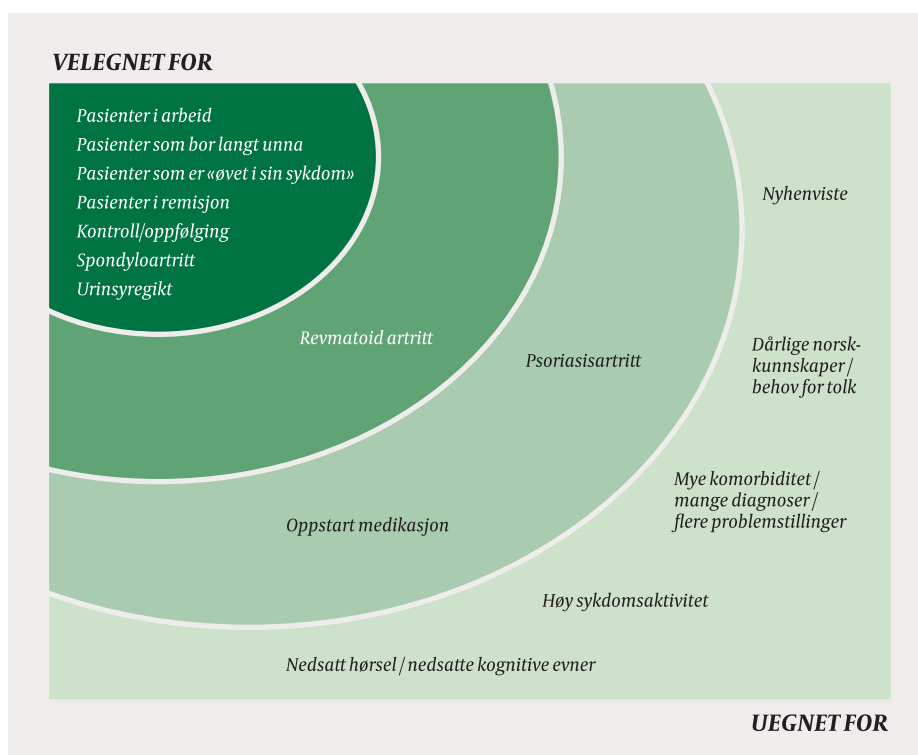 VELEGNET FOR
Pasienter i arbeid
Pasienter som bor langt unna
Pasienter som er «øvet i sin sykdom»
Pasienter i remisjon
Kontroll/oppfølging
Spondyloartritt
Urinsyregikt
Revmatoid artritt
Psoriasisartritt
Oppstart medikasjon
Nyhenviste
Dårlige norsk-
kunnskaper /
behov for tolk
Mye komorbiditet /
mange diagnoser /
flere problemstillinger
Høy sykdomsaktivitet
Nedsatt hørsel / nedsatte kognitive evner
UEGNET FOR